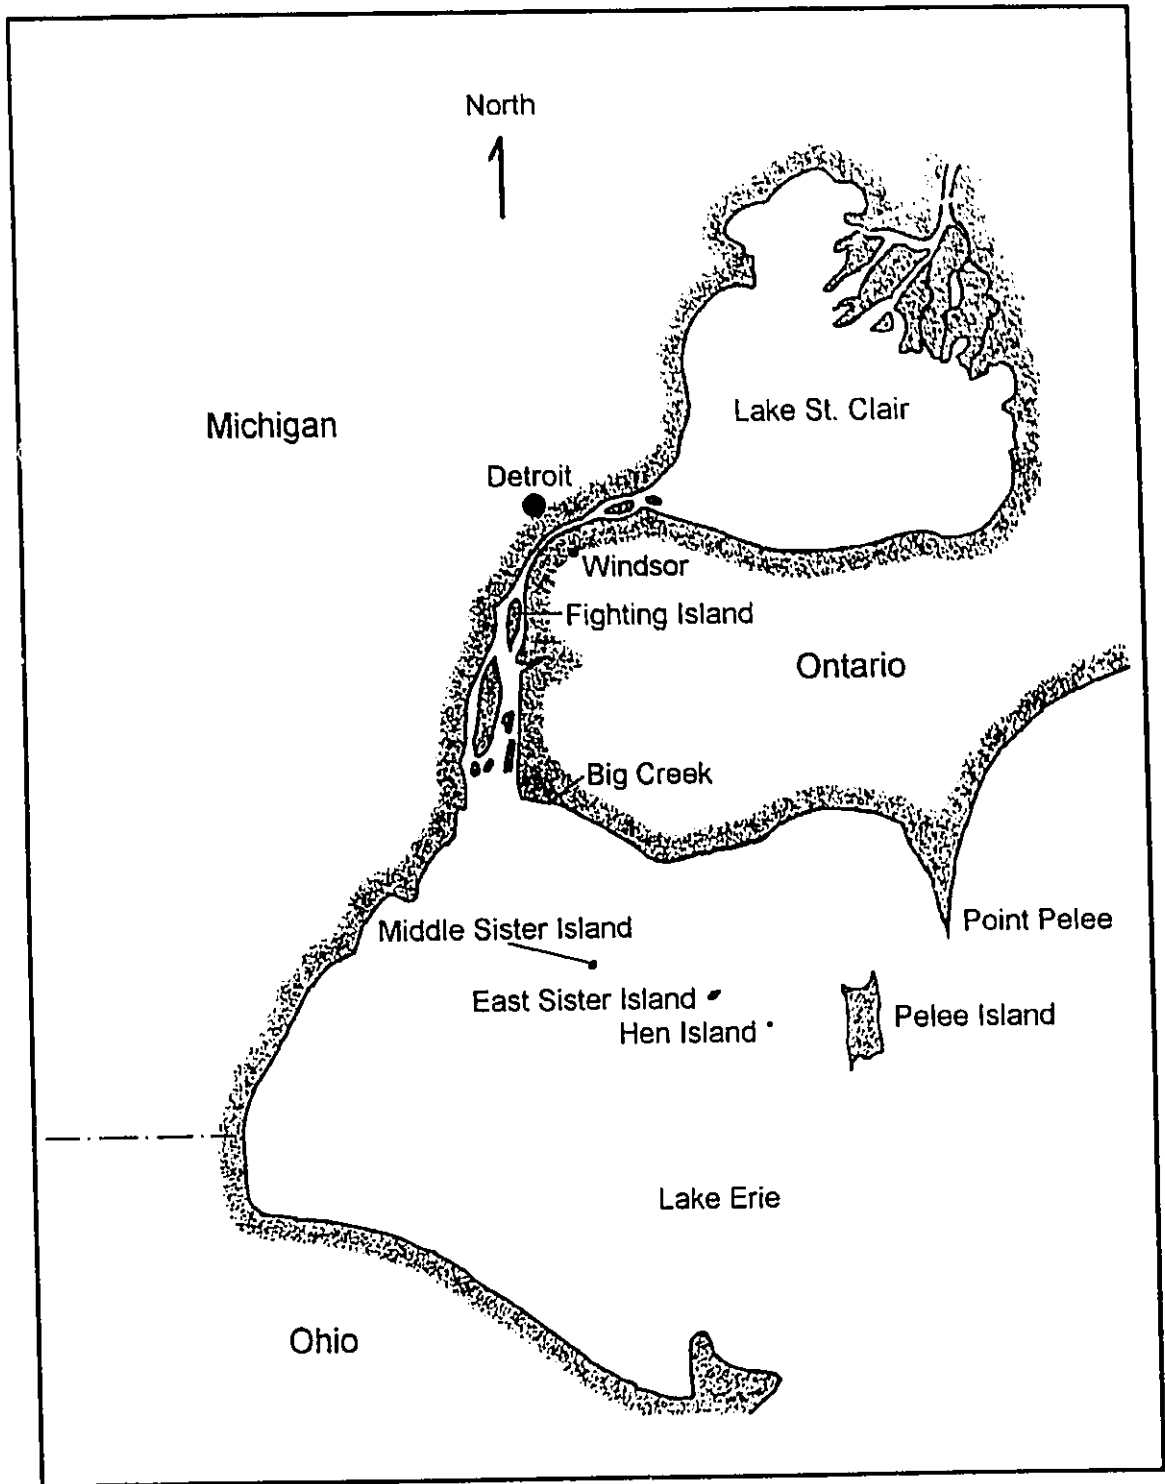 North
Michigan
Lake St. Clair
Detroit
Windsor
Fighting Island
Ontario
Big Creek
Middle Sister Island
Point Pelee
East Sister Island
Pelee Island
Hen Island
Lake Erie
Ohio